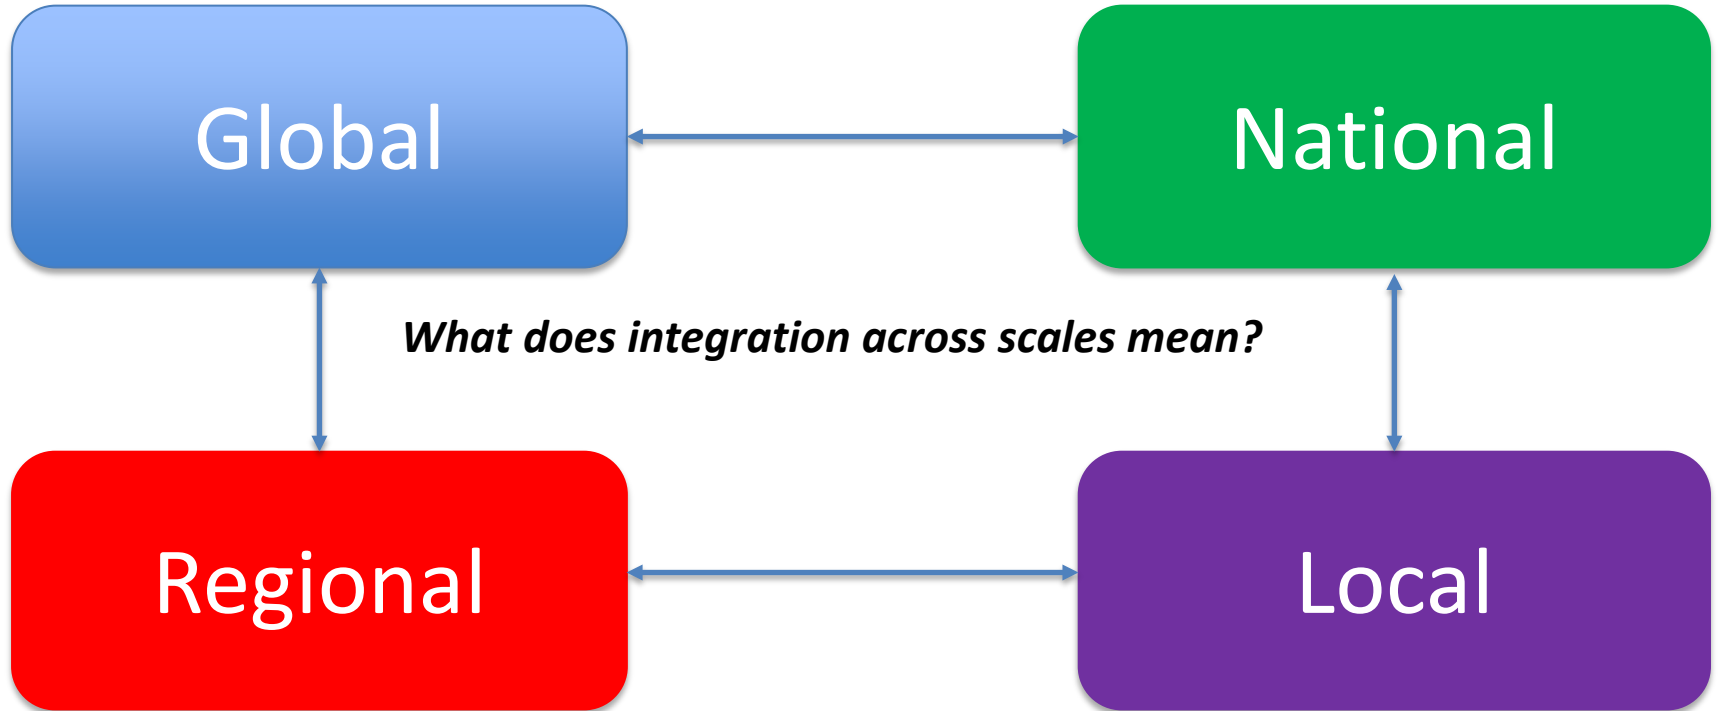 Global
National
What does integration across scales mean?
Regional
Local